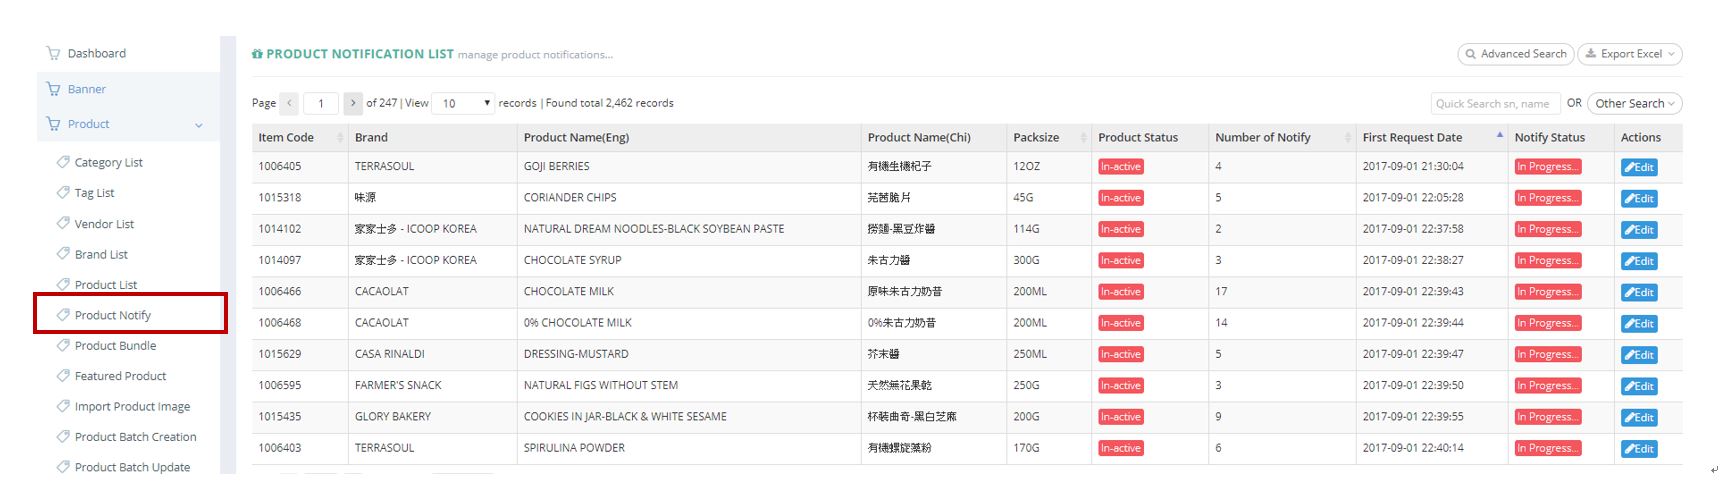 Dashboard
Banner
Product
Category List
Tag List
Vendor List
Brand List
Product List
Product Notify
Product Bundle
Featured Product
Import Product Image
Product Batch Creation
Product Batch Update
PRODUCT NOTIFICATION LIST manage product notifications...
Advanced Search Export Excel
Page < 1 > of 247 | View 10 records | Found total 2,462 records
Quick Search sn, name OR Other Search
Item Code Brand Product Name(Eng) Product Name(Chi) Packsize Product Status Number of Notify First Request Date Notify Status Actions
1006405 TERRASOUL GOJI BERRIES 有機生機杞子 12OZ In-active 4 2017-09-01 21:30:04 In Progress... Edit
1015318 味源 CORIANDER CHIPS 芫茜脆片 45G In-active 5 2017-09-01 22:05:28 In Progress... Edit
1014102 家家士多 - ICOOP KOREA NATURAL DREAM NOODLES-BLACK SOYBEAN PASTE 撈麵-黑豆炸醬 114G In-active 2 2017-09-01 22:37:58 In Progress... Edit
1014097 家家士多 - ICOOP KOREA CHOCOLATE SYRUP 朱古力醬 300G In-active 3 2017-09-01 22:38:27 In Progress... Edit
1006466 CACAOLAT CHOCOLATE MILK 原味朱古力奶昔 200ML In-active 17 2017-09-01 22:39:43 In Progress... Edit
1006468 CACAOLAT 0% CHOCOLATE MILK 0%朱古力奶昔 200ML In-active 14 2017-09-01 22:39:44 In Progress... Edit
1015629 CASA RINALDI DRESSING-MUSTARD 芥末醬 250ML In-active 5 2017-09-01 22:39:47 In Progress... Edit
1006595 FARMER'S SNACK NATURAL FIGS WITHOUT STEM 天然無花果乾 250G In-active 3 2017-09-01 22:39:50 In Progress... Edit
1015435 GLORY BAKERY COOKIES IN JAR-BLACK & WHITE SESAME 杯裝曲奇-黑白芝麻 200G In-active 9 2017-09-01 22:39:55 In Progress... Edit
1006403 TERRASOUL SPIRULINA POWDER 有機螺旋藻粉 170G In-active 6 2017-09-01 22:40:14 In Progress... Edit